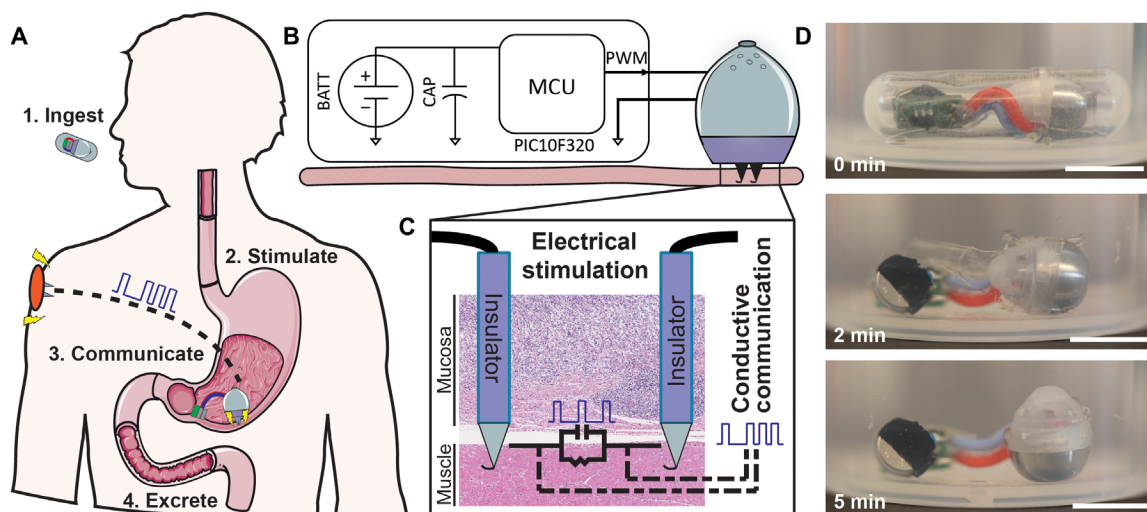 A
1. Ingest
2. Stimulate
3. Communicate
4. Excrete
B
BATT
+
−
CAP
MCU
PWM
PIC10F320
C
Electrical
stimulation
Insulator
Insulator
Mucosa
Muscle
Conductive
communication
D
0 min
2 min
5 min